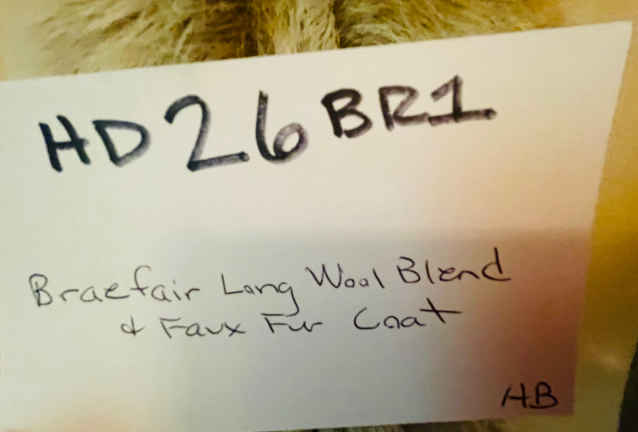 HD26BR1
Braefair Long Wool Blend
& Faux Fur Coat
HB